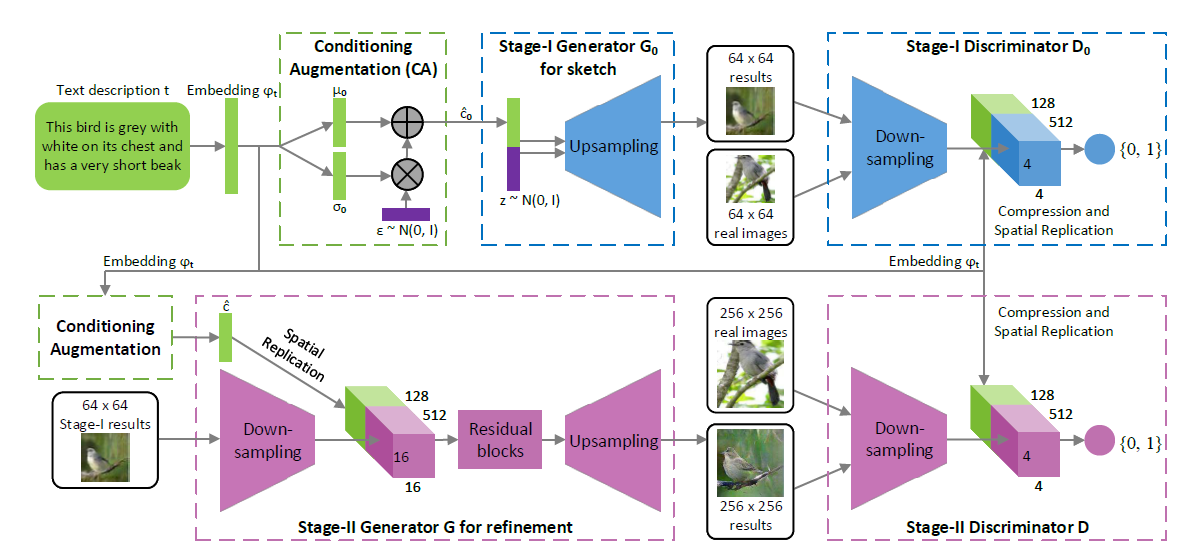 Conditioning
Augmentation (CA)
Stage-I Generator G₀
for sketch
64 x 64
results
Stage-I Discriminator D₀
Text description t
Embedding φₜ
This bird is grey with
white on its chest and
has a very short beak
μ₀
σ₀
ε ~ N(0, I)
ĉ₀
z ~ N(0, I)
Upsampling
64 x 64
real images
Down-
sampling
128
512
4
4
{0, 1}
Compression and
Spatial Replication
Embedding φₜ
Embedding φₜ
Conditioning
Augmentation
ĉ
Spatial
Replication
64 x 64
Stage-I results
Down-
sampling
128
512
16
16
Residual
blocks
Upsampling
Stage-II Generator G for refinement
256 x 256
real images
256 x 256
results
Compression and
Spatial Replication
Down-
sampling
128
512
4
4
{0, 1}
Stage-II Discriminator D